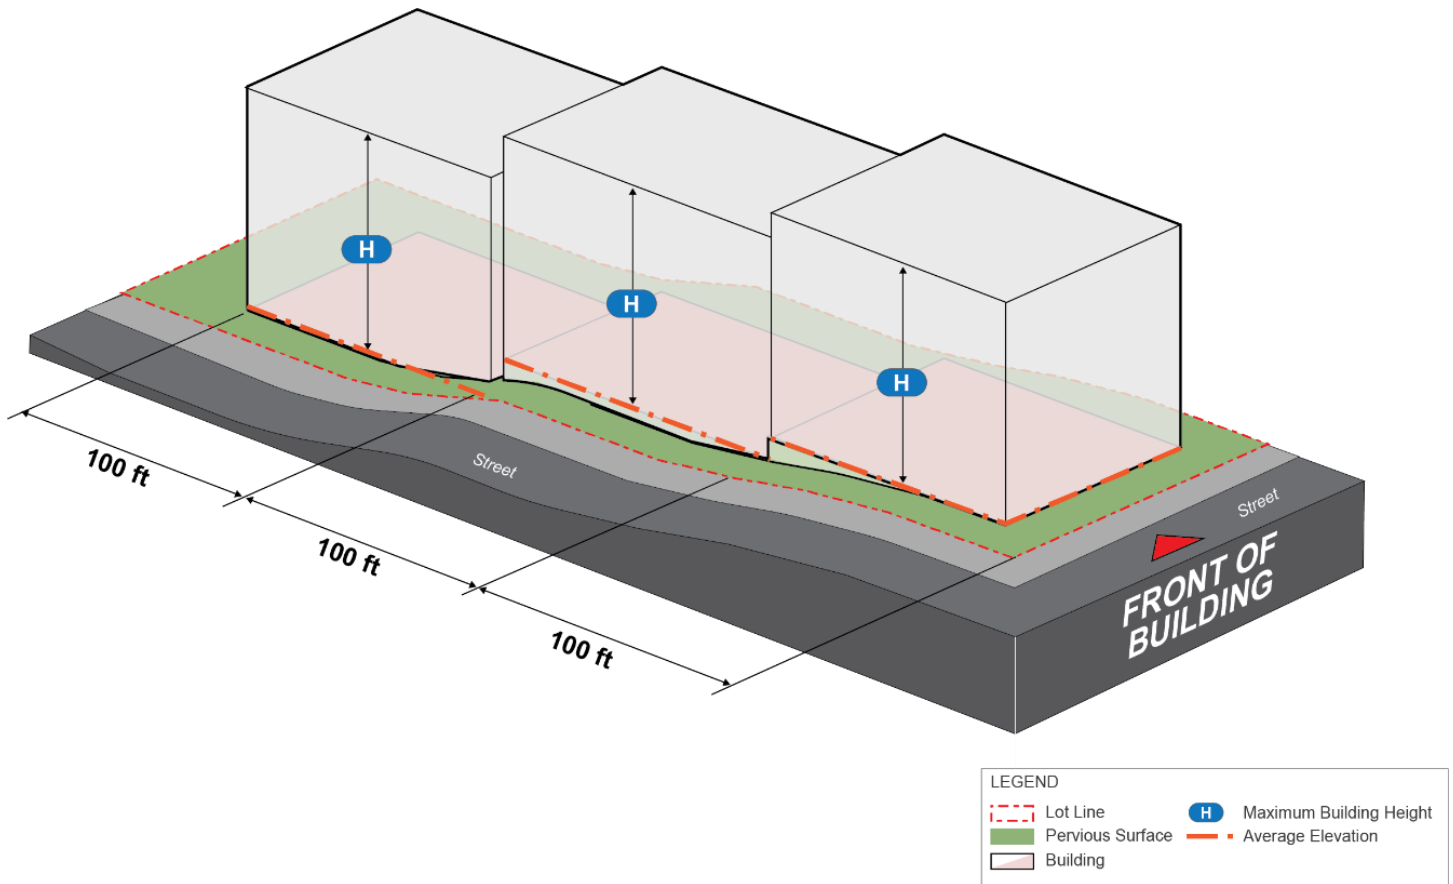 H
H
H
100 ft
100 ft
100 ft
Street
Street
FRONT OF
BUILDING
LEGEND
Lot Line
H Maximum Building Height
Pervious Surface
Average Elevation
Building